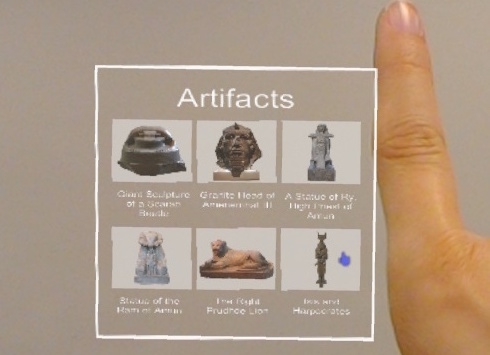 Artifacts
Giant Sculpture
of a Scarab
Beetle
Granite Head of
Amenemhat III
A Statue of Ry,
High Priest of
Amun
Statue of the
Ram of Amun
The Right
Prudhoe Lion
Isis and
Harpocrates